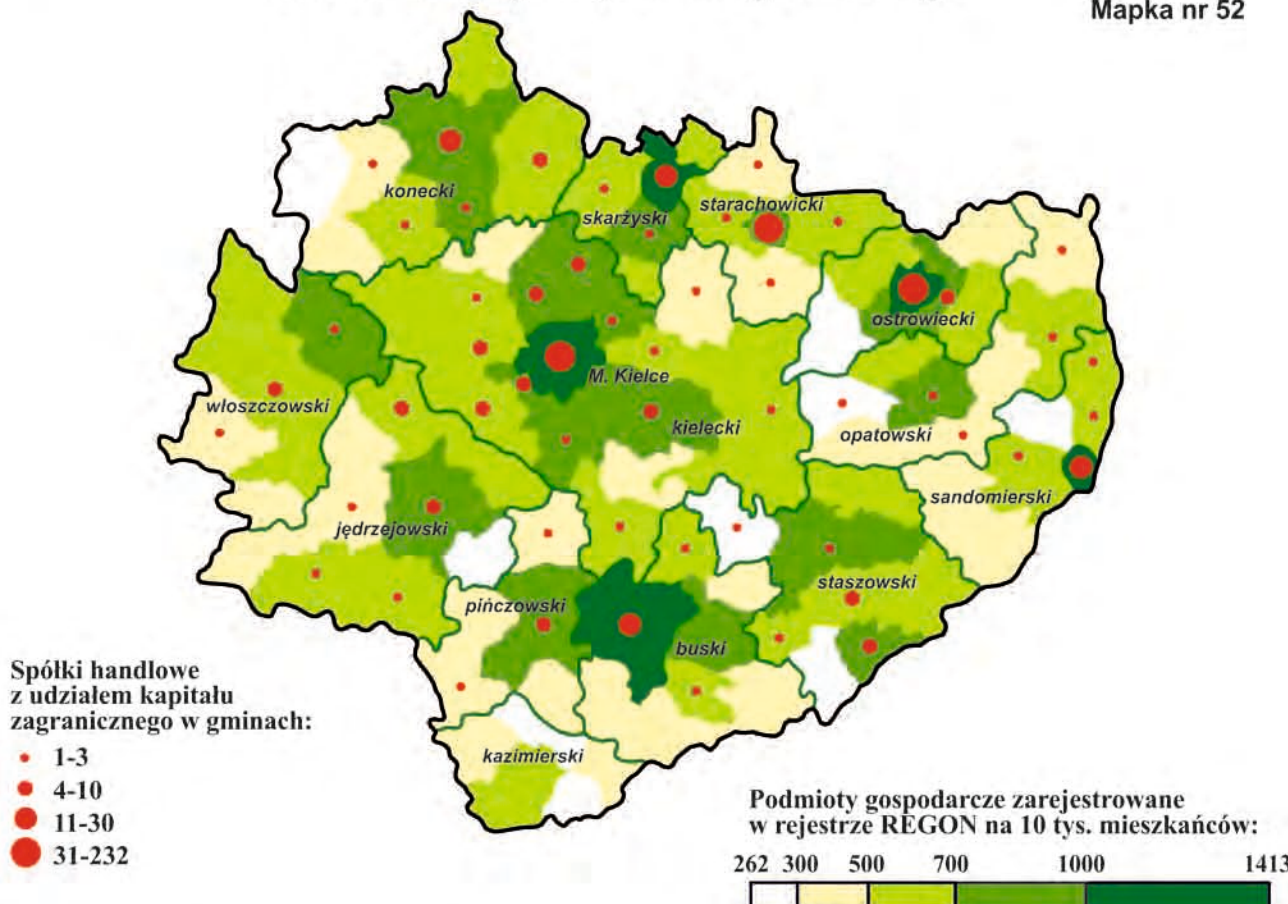 Mapka nr 52
konecki
skarżyski
starachowicki
ostrowiecki
M. Kielce
włoszczowski
kielecki
opatowski
sandomierski
jędrzejowski
staszowski
pińczowski
buski
kazimierski
Spółki handlowe
z udziałem kapitału
zagranicznego w gminach:
1-3
4-10
11-30
31-232
Podmioty gospodarcze zarejestrowane
w rejestrze REGON na 10 tys. mieszkańców:
262 300 500 700 1000 1413